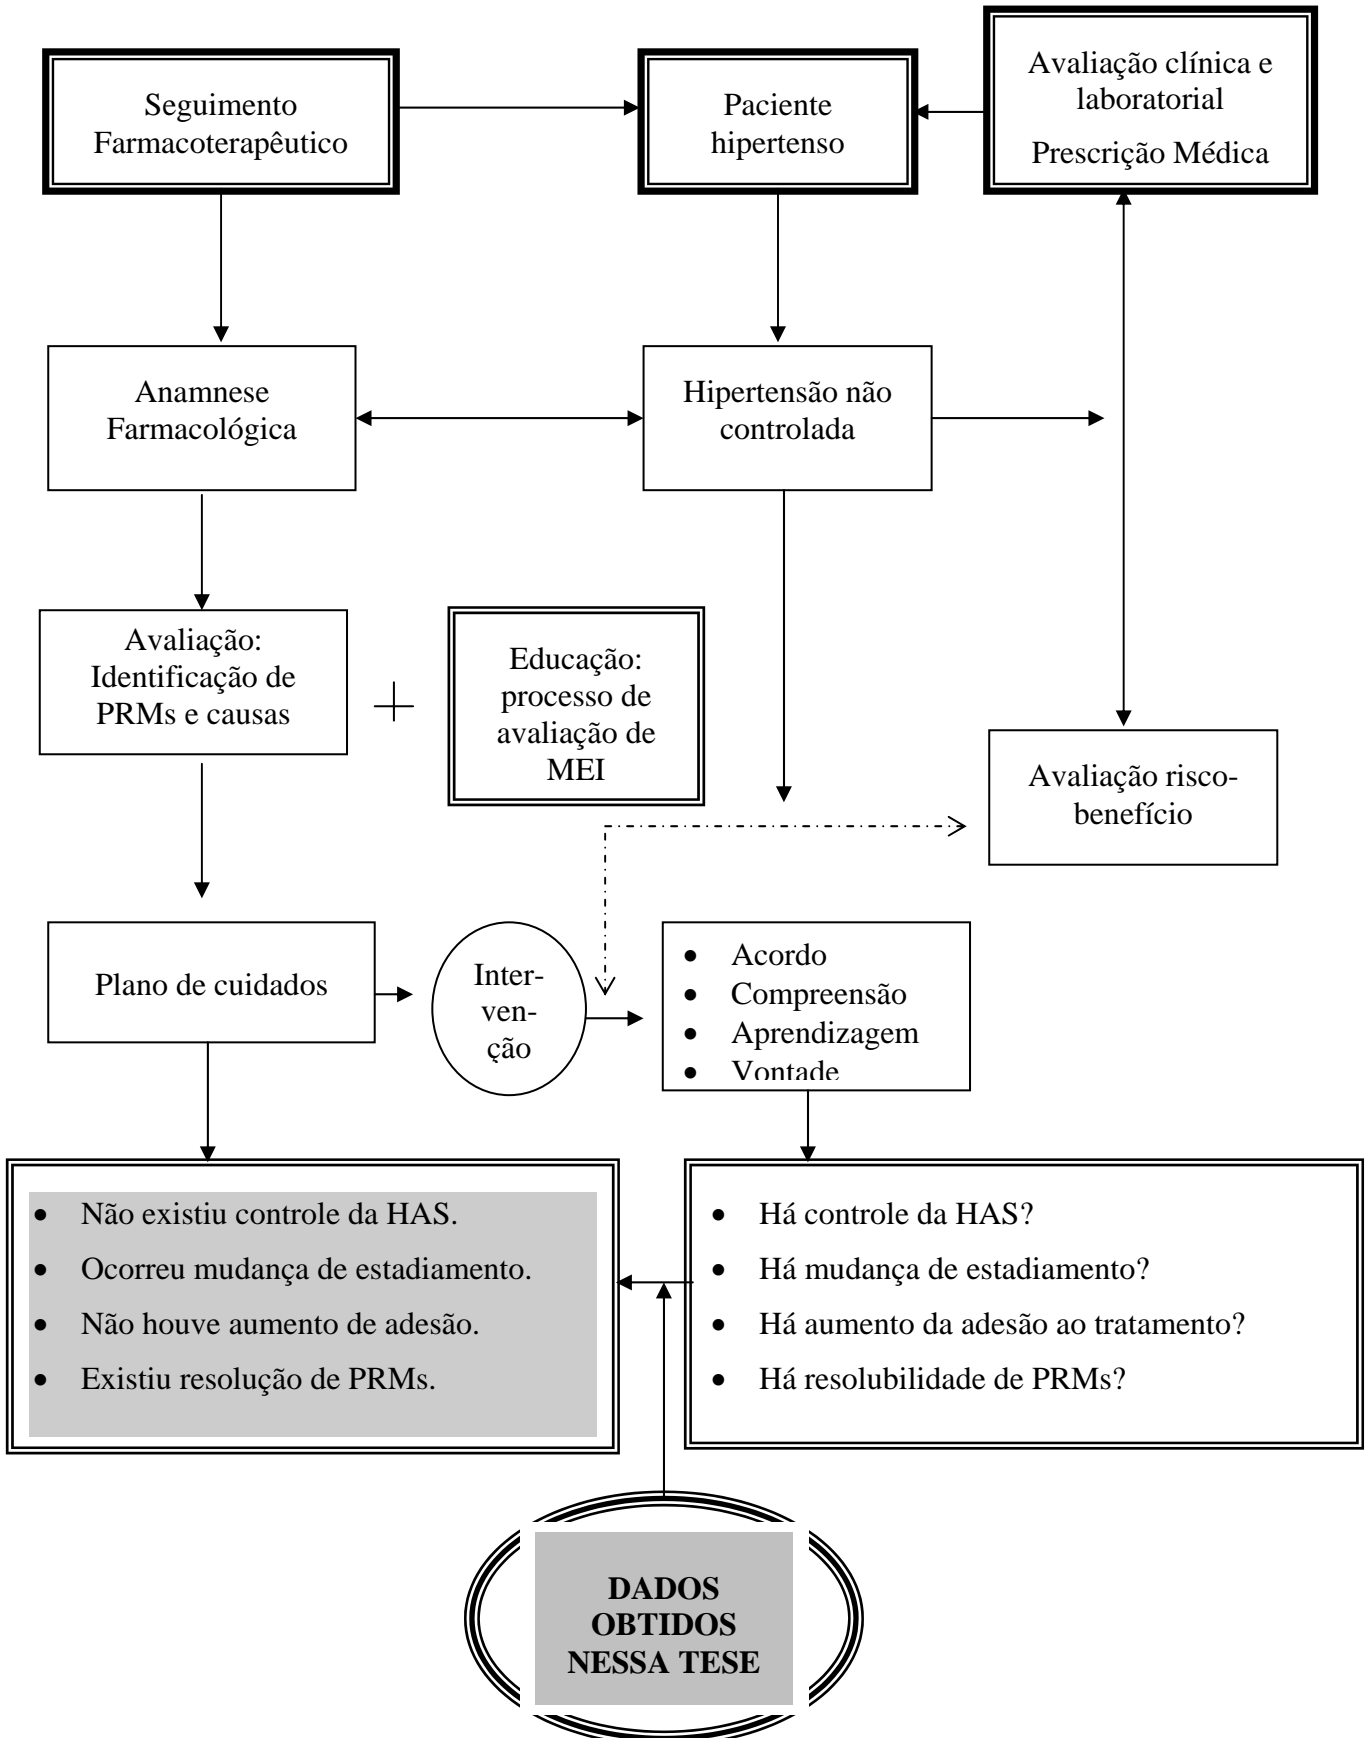 Seguimento
Farmacoterapêutico
Paciente
hipertenso
Avaliação clínica e
laboratorial
Prescrição Médica
Anamnese
Farmacológica
Hipertensão não
controlada
Avaliação:
Identificação de
PRMs e causas
+
Educação:
processo de
avaliação de
MEI
Avaliação risco-
benefício
Plano de cuidados
Inter-
ven-
ção
• Acordo
• Compreensão
• Aprendizagem
• Vontade
• Não existiu controle da HAS.
• Ocorreu mudança de estadiamento.
• Não houve aumento de adesão.
• Existiu resolução de PRMs.
• Há controle da HAS?
• Há mudança de estadiamento?
• Há aumento da adesão ao tratamento?
• Há resolubilidade de PRMs?
DADOS
OBTIDOS
NESSA TESE